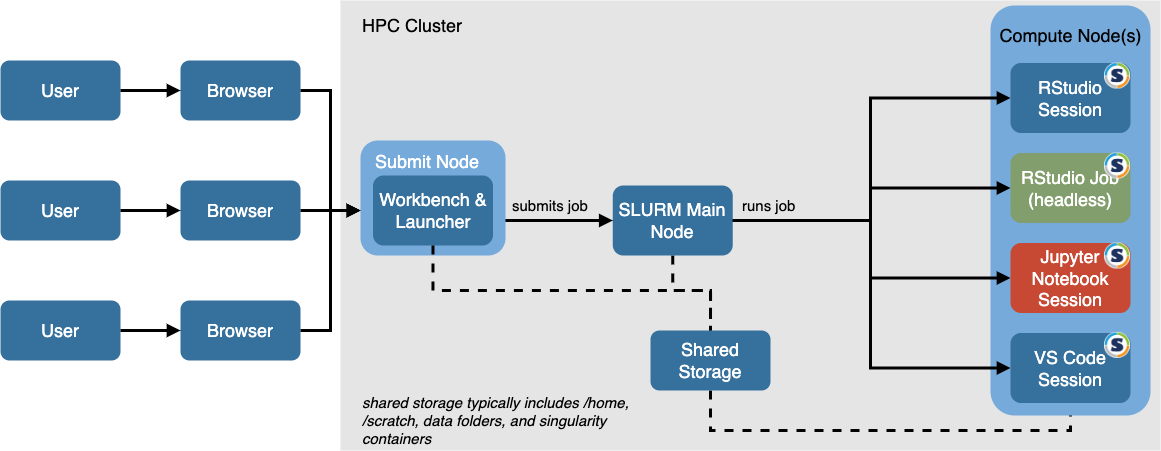 HPC Cluster
Compute Node(s)
User
Browser
User
Browser
User
Browser
Submit Node
Workbench &
Launcher
submits job
SLURM Main
Node
runs job
RStudio
Session
S
RStudio Job
(headless)
S
Jupyter
Notebook
Session
S
VS Code
Session
S
Shared
Storage
shared storage typically includes /home,
/scratch, data folders, and singularity
containers